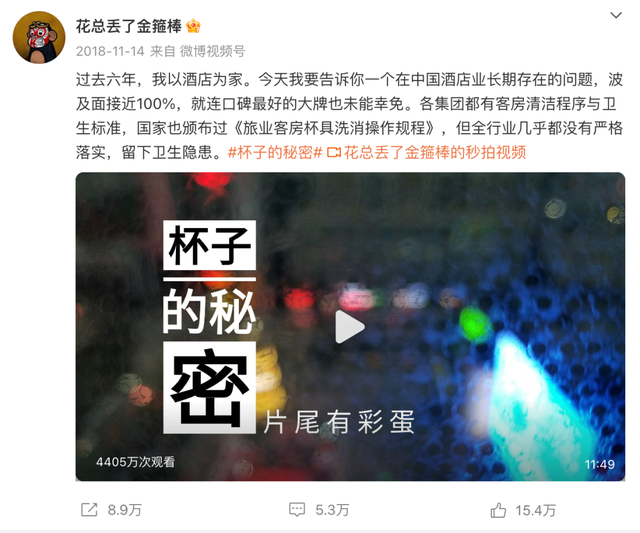 花总丢了金箍棒
2018-11-14 来自 微博视频号
过去六年，我以酒店为家。今天我要告诉你一个在中国酒店业长期存在的问题，波
及面接近100%，就连口碑最好的大牌也未能幸免。各集团都有客房清洁程序与卫
生标准，国家也颁布过《旅业客房杯具洗消操作规程》，但全行业几乎都没有严格
落实，留下卫生隐患。#杯子的秘密# 花总丢了金箍棒的秒拍视频
杯子
的秘
密
片尾有彩蛋
4405万次观看
11:49
8.9万
5.3万
15.4万